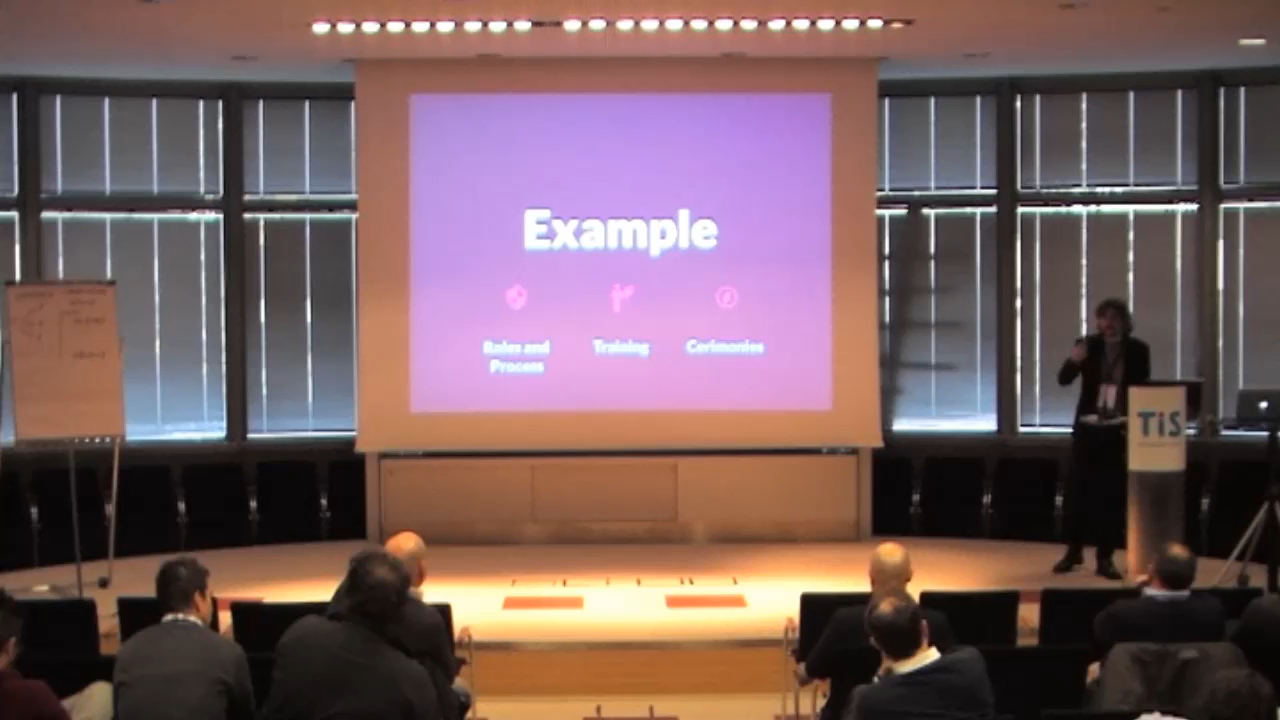 Example
Roles and
Process
Training
Cerimonies
TiS